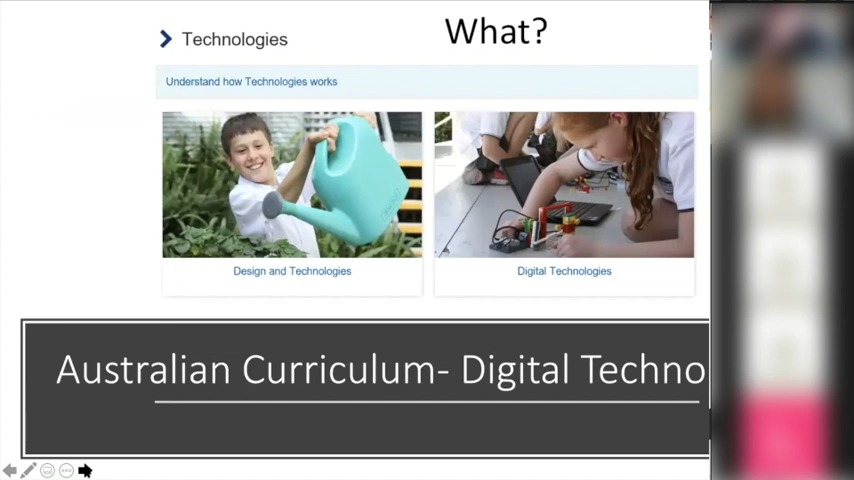 What?
Technologies
Understand how Technologies works
Design and Technologies
Digital Technologies
Australian Curriculum- Digital Techno